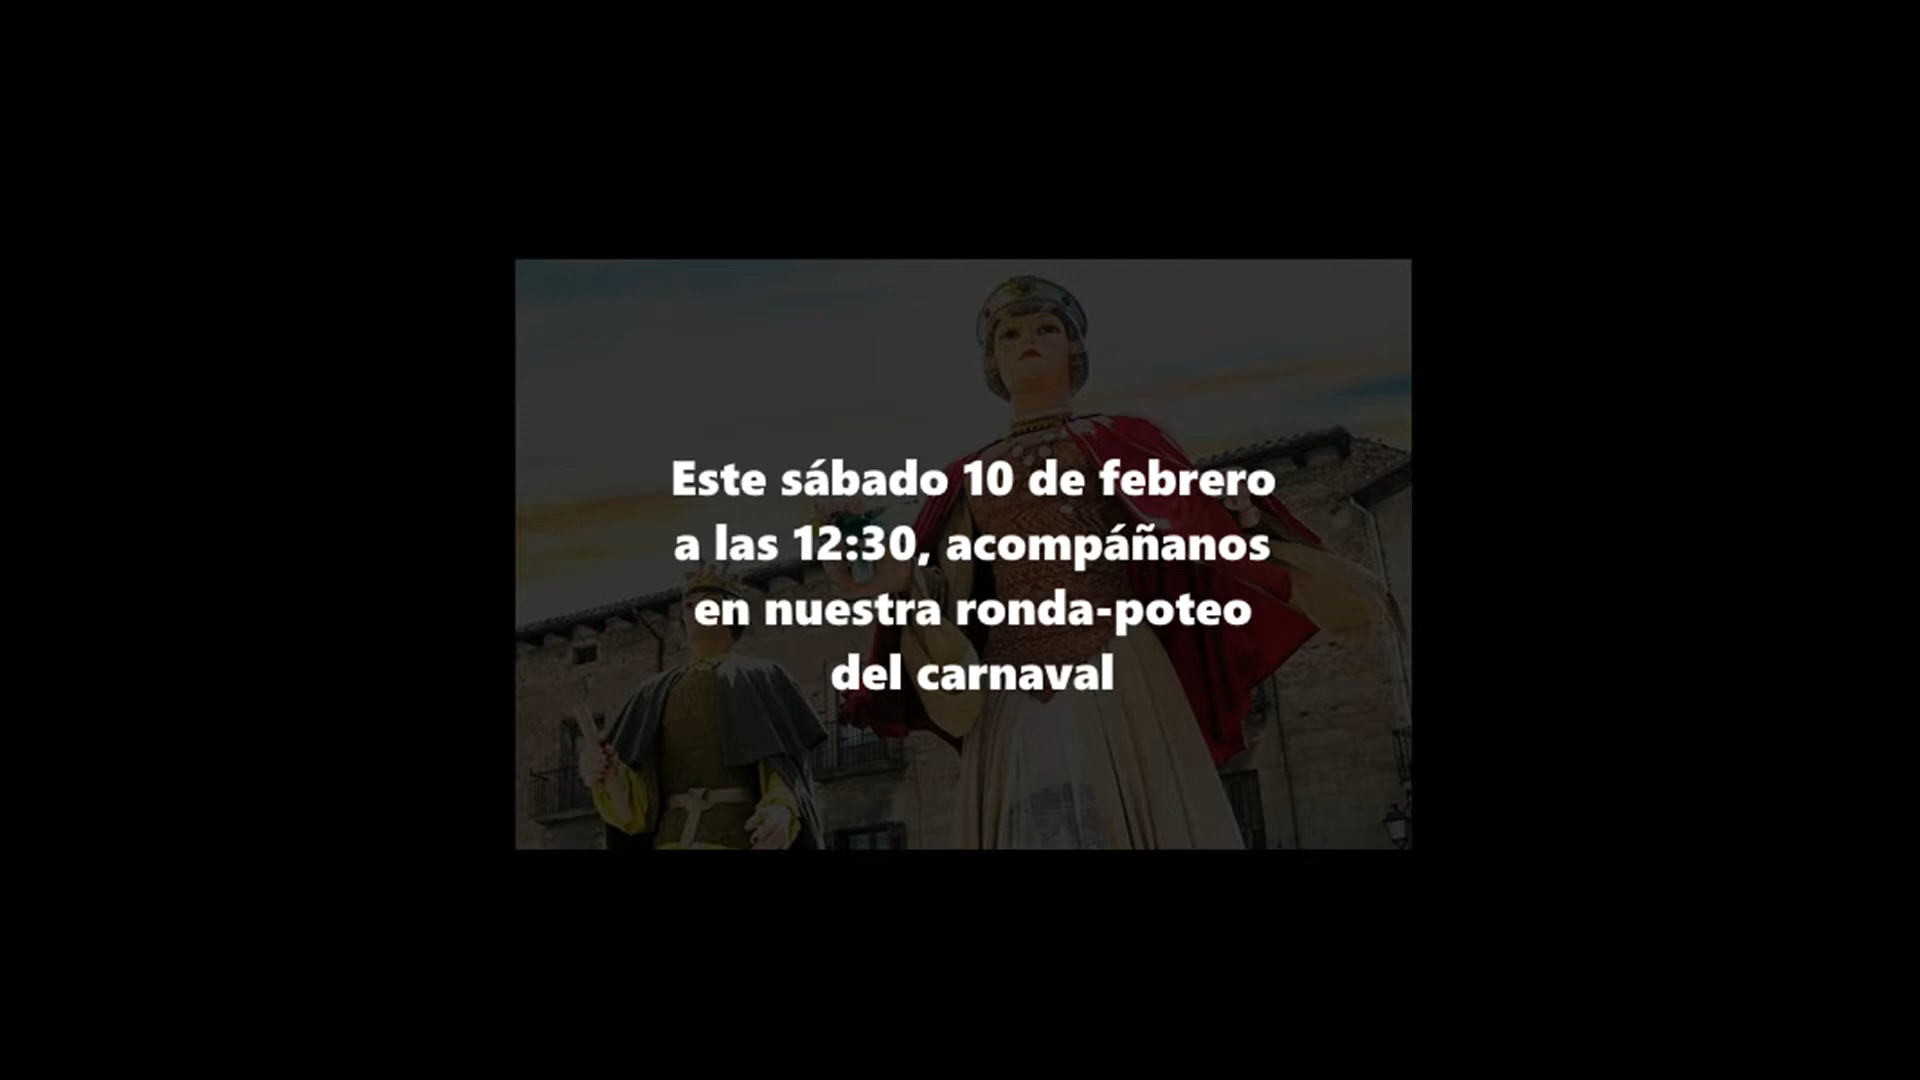 Este sábado 10 de febrero
a las 12:30, acompáñanos
en nuestra ronda-poteo
del carnaval